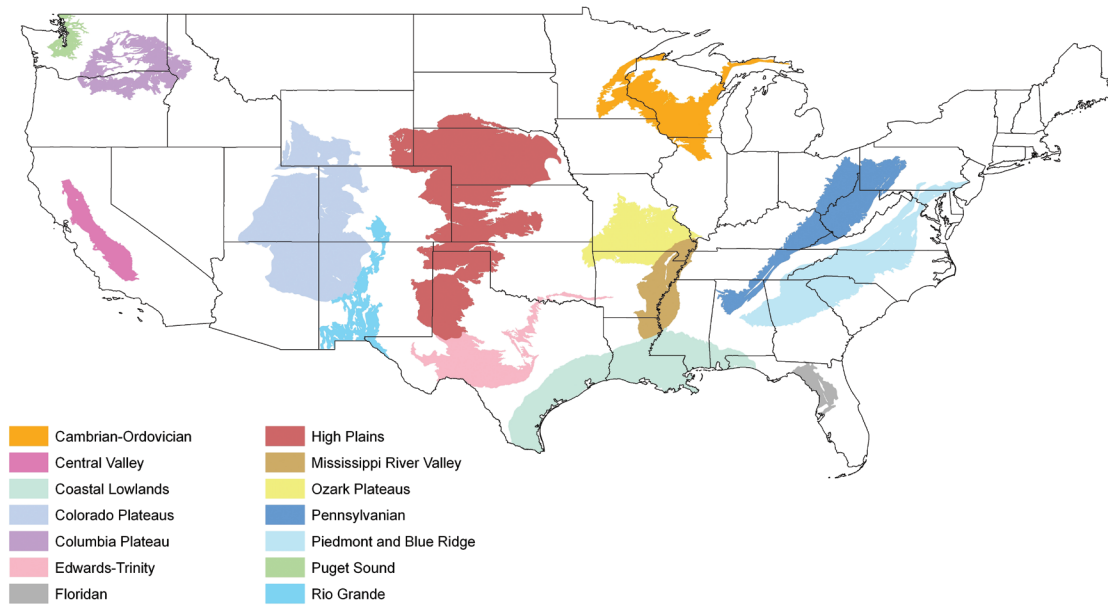 Cambrian-Ordovician
Central Valley
Coastal Lowlands
Colorado Plateaus
Columbia Plateau
Edwards-Trinity
Floridan
High Plains
Mississippi River Valley
Ozark Plateaus
Pennsylvanian
Piedmont and Blue Ridge
Puget Sound
Rio Grande